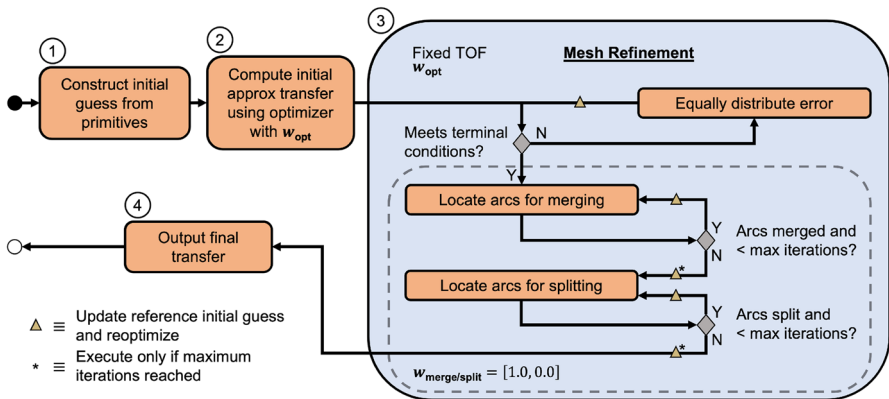 1
Construct initial
guess from
primitives
2
Compute initial
approx transfer
using optimizer
with w_opt
3
Fixed TOF
w_opt
Mesh Refinement
Equally distribute error
Meets terminal
conditions?
N
Y
Locate arcs for merging
Y
N
Arcs merged and
< max iterations?
*
Locate arcs for splitting
Y
N
Arcs split and
< max iterations?
*
w_merge/split = [1.0, 0.0]
4
Output final
transfer
≡ Update reference initial guess
and reoptimize
* ≡ Execute only if maximum
iterations reached